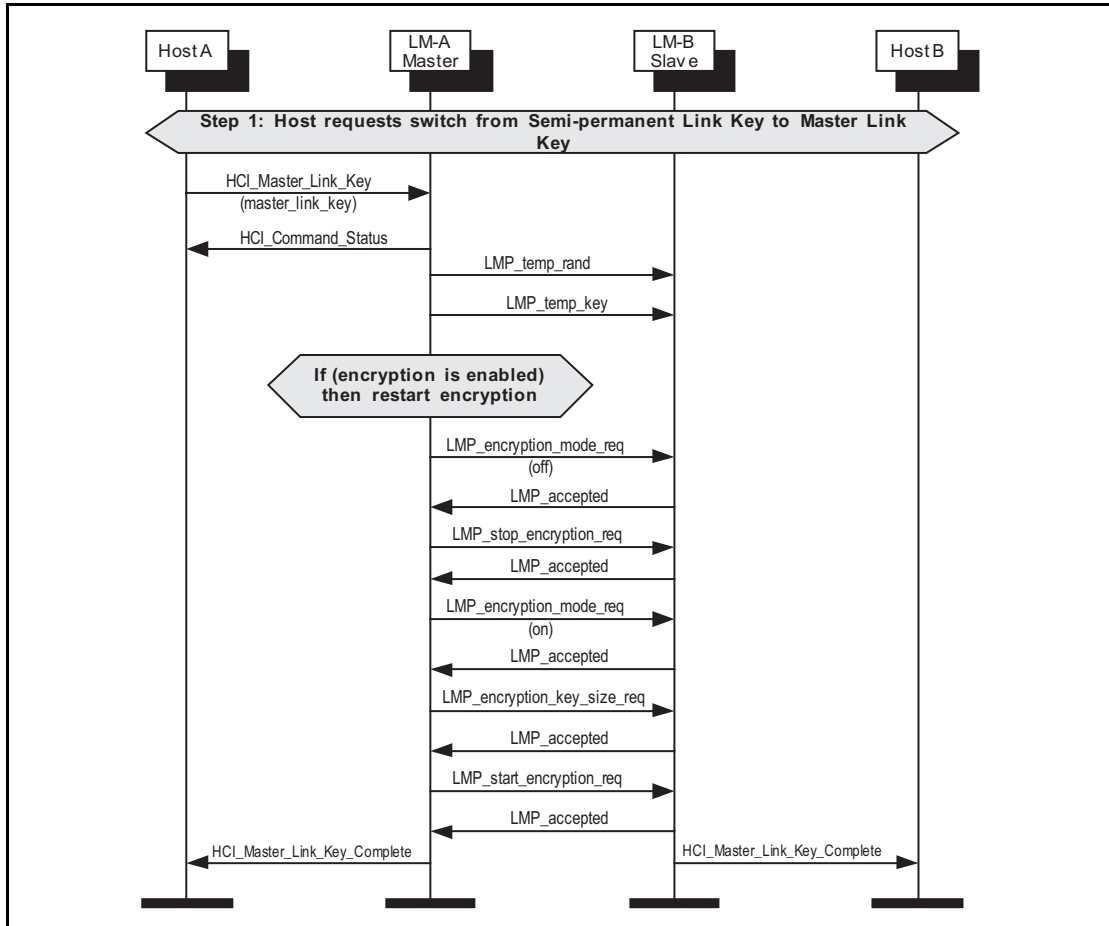 Host A
LM-A
Master
LM-B
Slave
Host B
Step 1: Host requests switch from Semi-permanent Link Key to Master Link
Key
HCI_Master_Link_Key
(master_link_key)
HCI_Command_Status
LMP_temp_rand
LMP_temp_key
If (encryption is enabled)
then restart encryption
LMP_encryption_mode_req
(off)
LMP_accepted
LMP_stop_encryption_req
LMP_accepted
LMP_encryption_mode_req
(on)
LMP_accepted
LMP_encryption_key_size_req
LMP_accepted
LMP_start_encryption_req
LMP_accepted
HCI_Master_Link_Key_Complete
HCI_Master_Link_Key_Complete